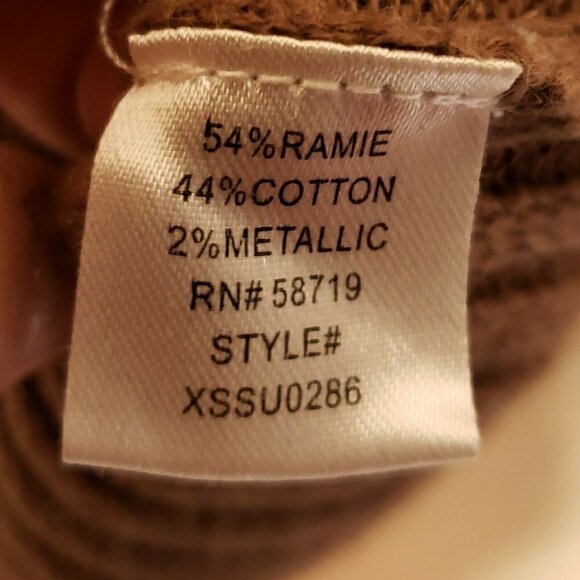 54%RAMIE
44%COTTON
2%METALLIC
RN# 58719
STYLE#
XSSU0286